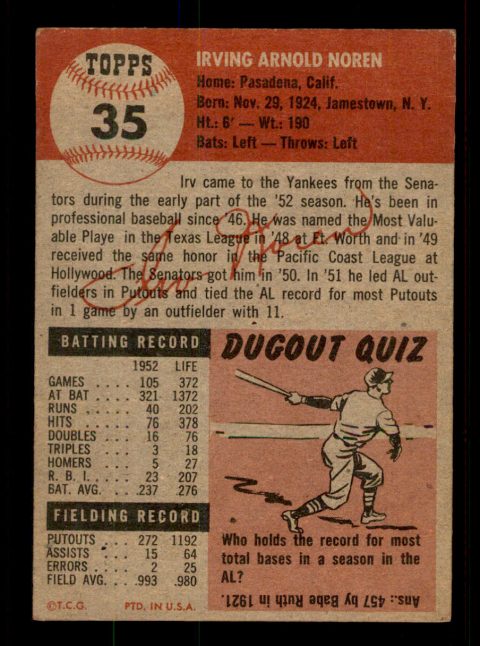 TOPPS
35
IRVING ARNOLD NOREN
Home: Pasadena, Calif.
Born: Nov. 29, 1924, Jamestown, N. Y.
Ht.: 6' — Wt.: 190
Bats: Left — Throws: Left
Irv came to the Yankees from the Sena-
tors during the early part of the '52 season. He's been in
professional baseball since '46. He was named the Most Valu-
able Playe in the Texas League in '48 at Ft. Worth and in '49
received the same honor in the Pacific Coast League at
Hollywood. The Senators got him in '50. In '51 he led AL out-
fielders in Putouts and tied the AL record for most Putouts
in 1 game by an outfielder with 11.
Irv Noren
BATTING RECORD
1952 LIFE
GAMES .... 105 372
AT BAT .... 321 1372
RUNS .... 40 202
HITS .... 76 378
DOUBLES ... 16 76
TRIPLES ... 3 18
HOMERS ... 5 27
R. B. I. .... 23 207
BAT. AVG. .. .237 .276
FIELDING RECORD
PUTOUTS ... 272 1192
ASSISTS ... 15 64
ERRORS ... 2 25
FIELD AVG. .. .993 .980
©T.C.G. PTD. IN U.S.A.
DUGOUT QUIZ
Who holds the record for most
total bases in a season in the
AL?
Ans.: 457 by Babe Ruth in 1921.